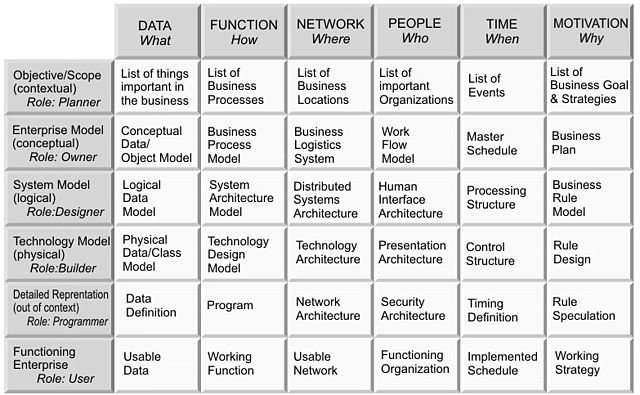 DATA
What
FUNCTION
How
NETWORK
Where
PEOPLE
Who
TIME
When
MOTIVATION
Why
Objective/Scope
(contextual)
Role: Planner
List of things
important in
the business
List of
Business
Processes
List of
Business
Locations
List of
important
Organizations
List of
Events
List of
Business Goal
& Strategies
Enterprise Model
(conceptual)
Role: Owner
Conceptual
Data/
Object Model
Business
Process
Model
Business
Logistics
System
Work
Flow
Model
Master
Schedule
Business
Plan
System Model
(logical)
Role:Designer
Logical
Data
Model
System
Architecture
Model
Distributed
Systems
Architecture
Human
Interface
Architecture
Processing
Structure
Business
Rule
Model
Technology Model
(physical)
Role:Builder
Physical
Data/Class
Model
Technology
Design
Model
Technology
Architecture
Presentation
Architecture
Control
Structure
Rule
Design
Detailed Reprentation
(out of context)
Role: Programmer
Data
Definition
Program
Network
Architecture
Security
Architecture
Timing
Definition
Rule
Speculation
Functioning
Enterprise
Role: User
Usable
Data
Working
Function
Usable
Network
Functioning
Organization
Implemented
Schedule
Working
Strategy